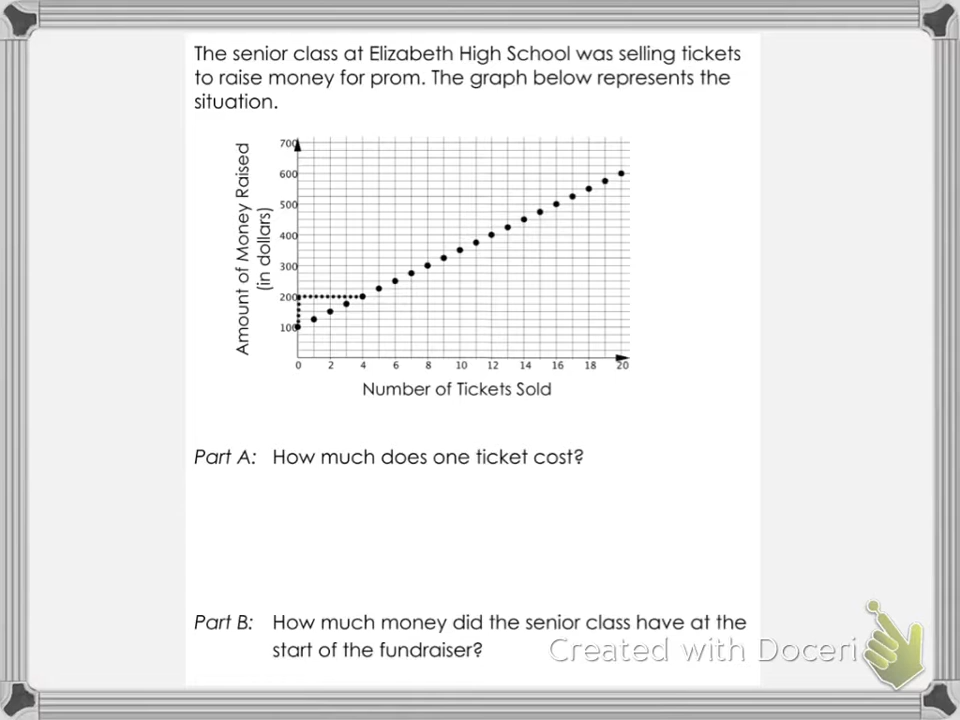 The senior class at Elizabeth High School was selling tickets
to raise money for prom. The graph below represents the
situation.
Amount of Money Raised
(in dollars)
700
600
500
400
300
200
100
0 2 4 6 8 10 12 14 16 18 20
Number of Tickets Sold
Part A: How much does one ticket cost?
Part B: How much money did the senior class have at the
start of the fundraiser?
Created with Doceri